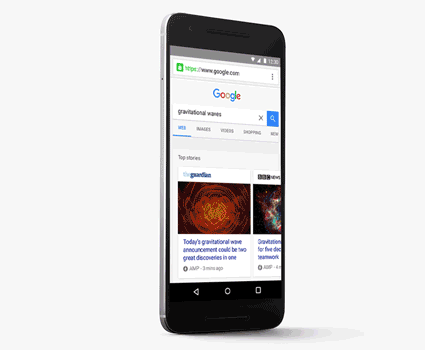 12:30
https://www.google.com
Google
gravitational waves
WEB IMAGES VIDEOS SHOPPING NEW
Top stories
theguardian
Today's gravitational wave
announcement could be two
great discoveries in one
AMP - 3 mins ago
BBC NEWS
Gravitation
for five dec
teamwork
AMP - 4 m